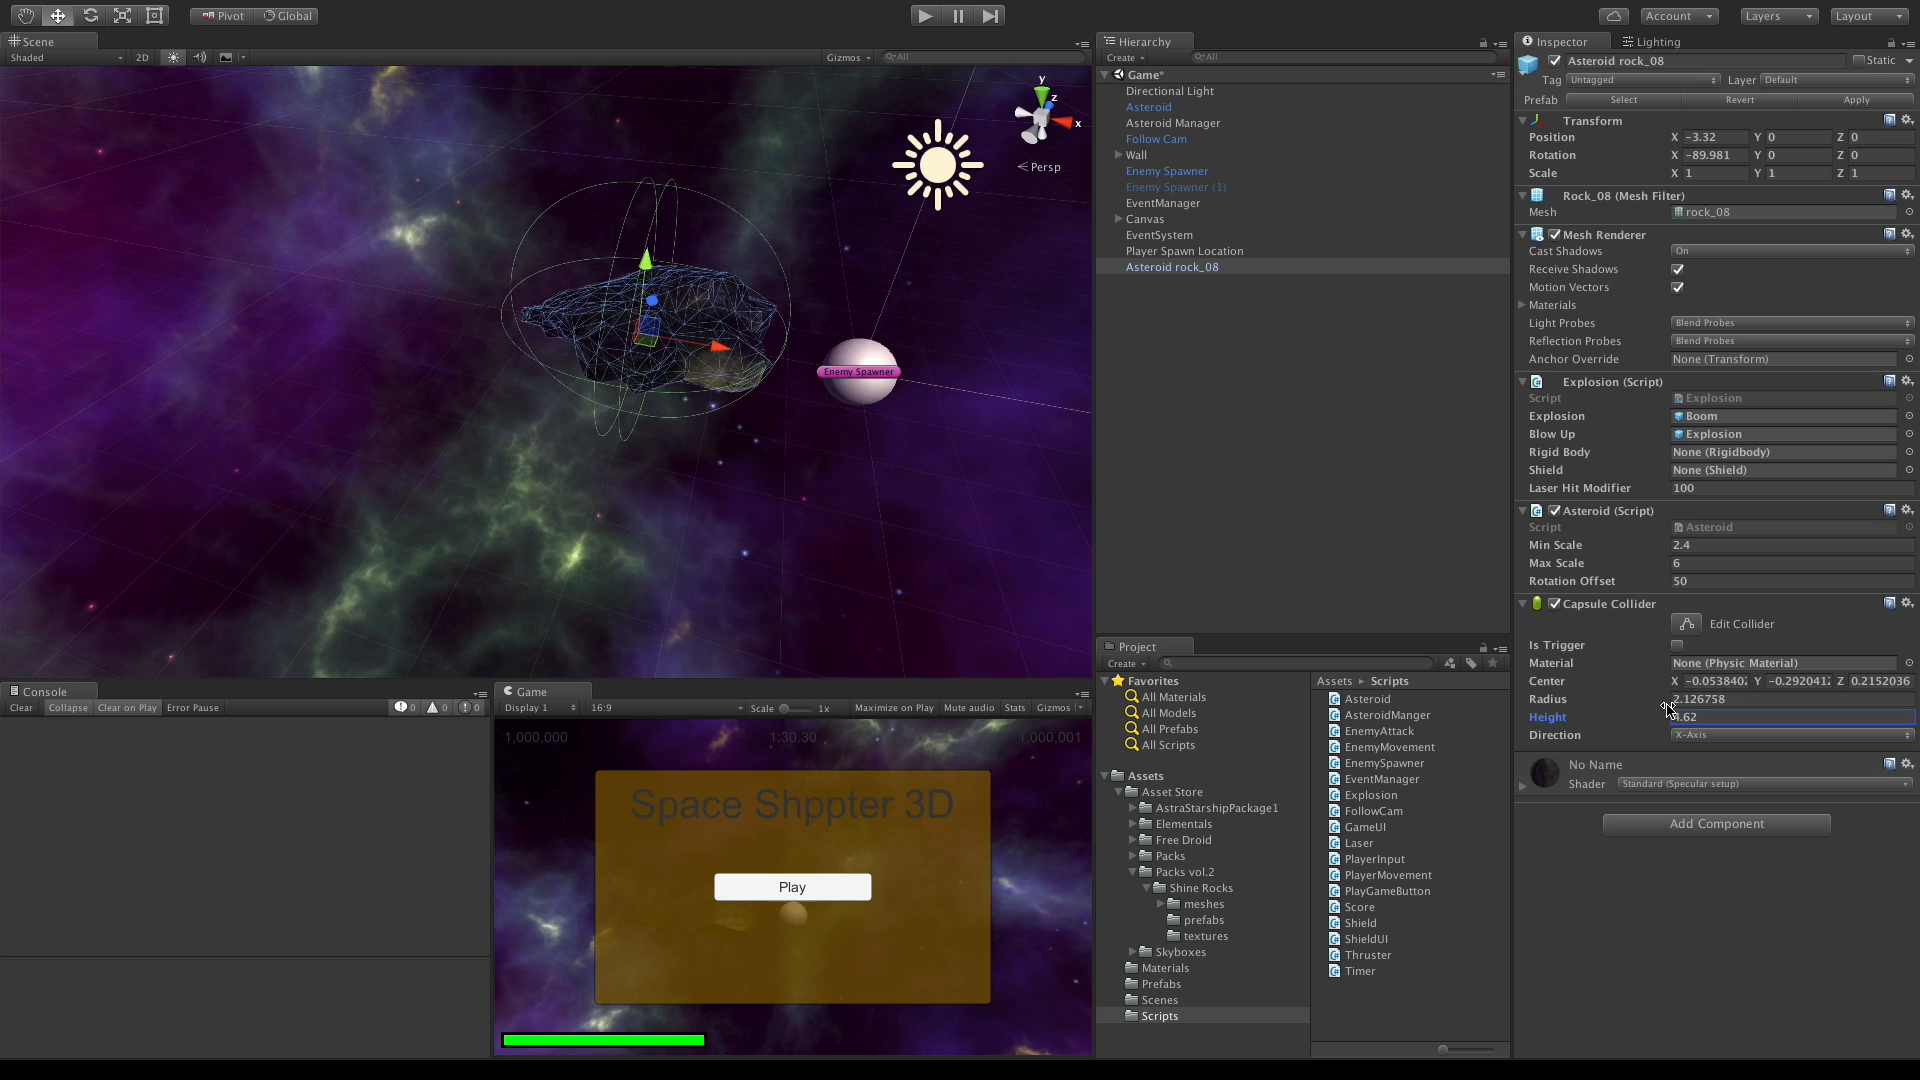 Pivot Global
Account Layers Layout
Scene
Shaded 2D Gizmos All
y
z
x
Persp
Enemy Spawner
Hierarchy
Create All
Game*
Directional Light
Asteroid
Asteroid Manager
Follow Cam
Wall
Enemy Spawner
Enemy Spawner (1)
EventManager
Canvas
EventSystem
Player Spawn Location
Asteroid rock_08
Inspector Lighting
Asteroid rock_08 Static
Tag Untagged Layer Default
Prefab Select Revert Apply
Transform
Position X -3.32 Y 0 Z 0
Rotation X -89.981 Y 0 Z 0
Scale X 1 Y 1 Z 1
Rock_08 (Mesh Filter)
Mesh rock_08
Mesh Renderer
Cast Shadows On
Receive Shadows
Motion Vectors
Materials
Light Probes Blend Probes
Reflection Probes Blend Probes
Anchor Override None (Transform)
Explosion (Script)
Script Explosion
Explosion Boom
Blow Up Explosion
Rigid Body None (Rigidbody)
Shield None (Shield)
Laser Hit Modifier 100
Asteroid (Script)
Script Asteroid
Min Scale 2.4
Max Scale 6
Rotation Offset 50
Capsule Collider
Edit Collider
Is Trigger
Material None (Physic Material)
Center X -0.053840 Y -0.292041 Z 0.2152036
Radius 2.126758
Height .62
Direction X-Axis
No Name
Shader Standard (Specular setup)
Add Component
Console
Clear Collapse Clear on Play Error Pause 0 0 0
Game
Display 1 16:9 Scale 1x Maximize on Play Mute audio Stats Gizmos
1,000,000 1:30.30 1,000,001
Space Shppter 3D
Play
Project
Create
Favorites
All Materials
All Models
All Prefabs
All Scripts
Assets
Asset Store
AstraStarshipPackage1
Elementals
Free Droid
Packs
Packs vol.2
Shine Rocks
meshes
prefabs
textures
Skyboxes
Materials
Prefabs
Scenes
Scripts
Assets Scripts
Asteroid
AsteroidManger
EnemyAttack
EnemyMovement
EnemySpawner
EventManager
Explosion
FollowCam
GameUI
Laser
PlayerInput
PlayerMovement
PlayGameButton
Score
Shield
ShieldUI
Thruster
Timer